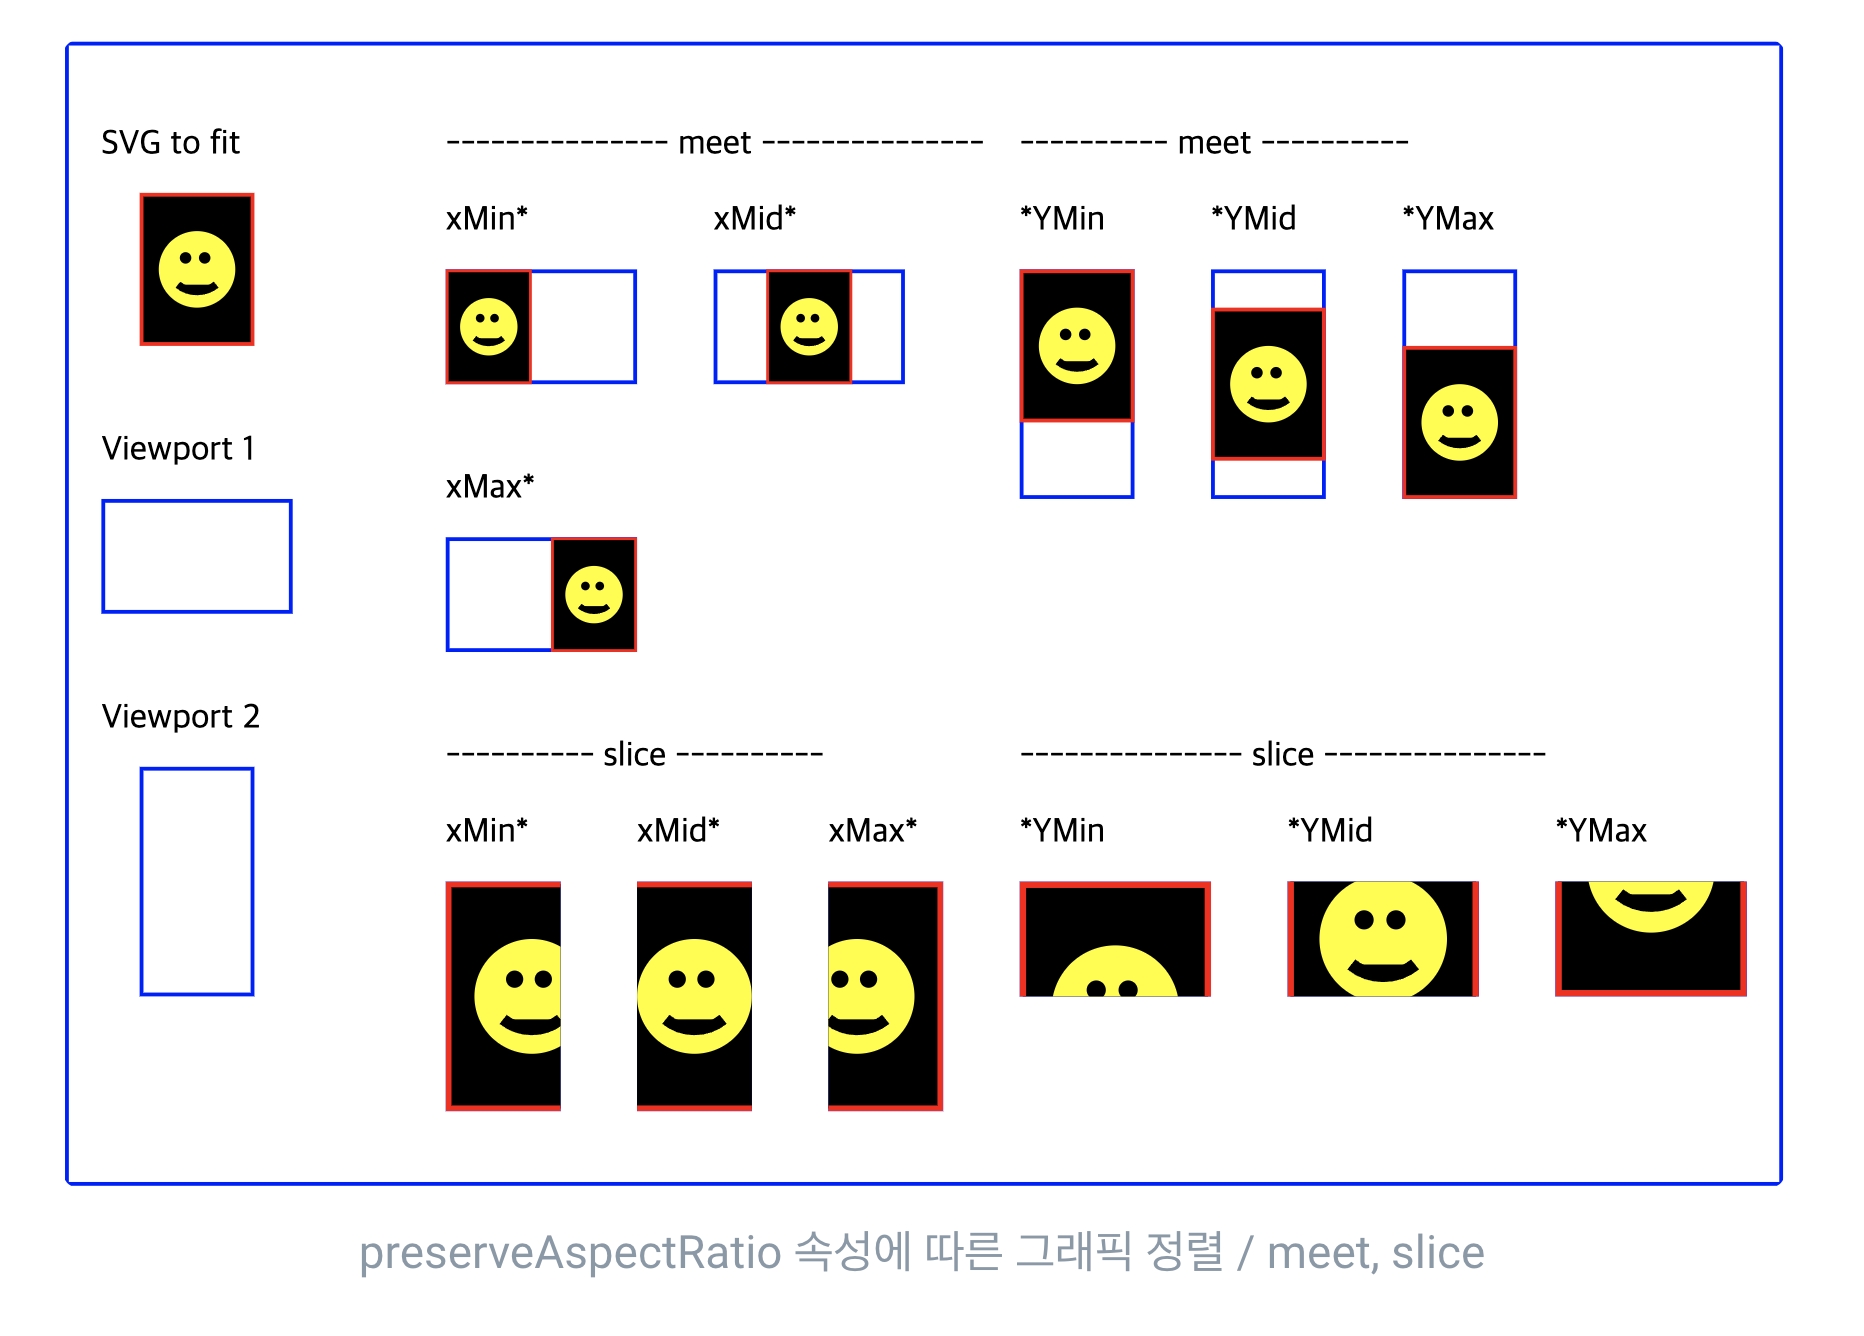 SVG to fit
Viewport 1
Viewport 2
--------------- meet ---------------
xMin*
xMid*
xMax*
---------- meet ----------
*YMin
*YMid
*YMax
---------- slice ----------
xMin*
xMid*
xMax*
--------------- slice ---------------
*YMin
*YMid
*YMax
preserveAspectRatio 속성에 따른 그래픽 정렬 / meet, slice